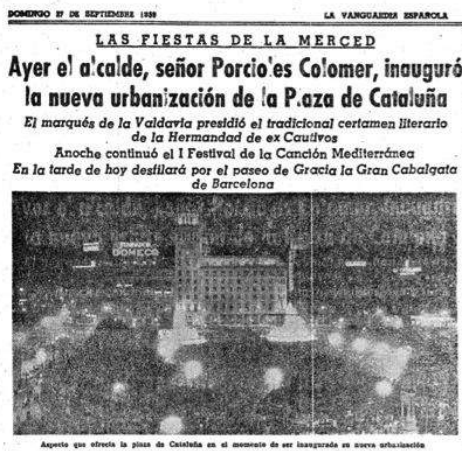 DOMINGO 27 DE SEPTIEMBRE 1959
LA VANGUARDIA ESPAÑOLA
LAS FIESTAS DE LA MERCED
Ayer el alcalde, señor Porcioles Colomer, inauguró
la nueva urbanización de la Plaza de Cataluña
El marqués de la Valdavia presidió el tradicional certamen literario
de la Hermandad de ex Cautivos
Anoche continuó el I Festival de la Canción Mediterránea
En la tarde de hoy desfilará por el paseo de Gracia la Gran Cabalgata
de Barcelona
FUNDADOR
DOMECQ
Aspecto que ofrecía la plaza de Cataluña en el momento de ser inaugurada su nueva urbanización